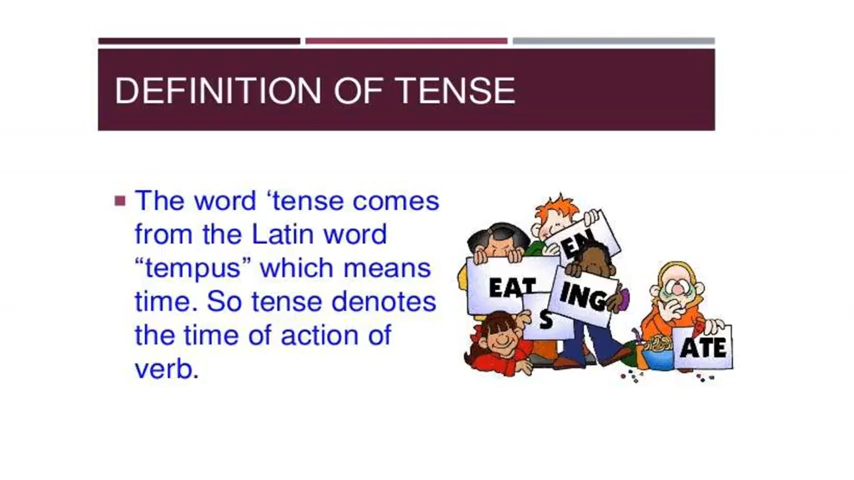 DEFINITION OF TENSE
The word ‘tense comes
from the Latin word
“tempus” which means
time. So tense denotes
the time of action of
verb.
EN
EAT
ING
S
ATE